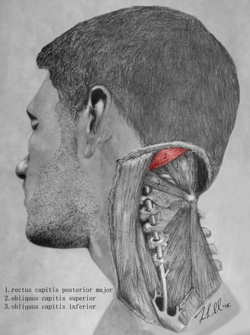 1.rectus capitis posterior major
2.obliquus capitis superior
3.obliquus capitis inferior